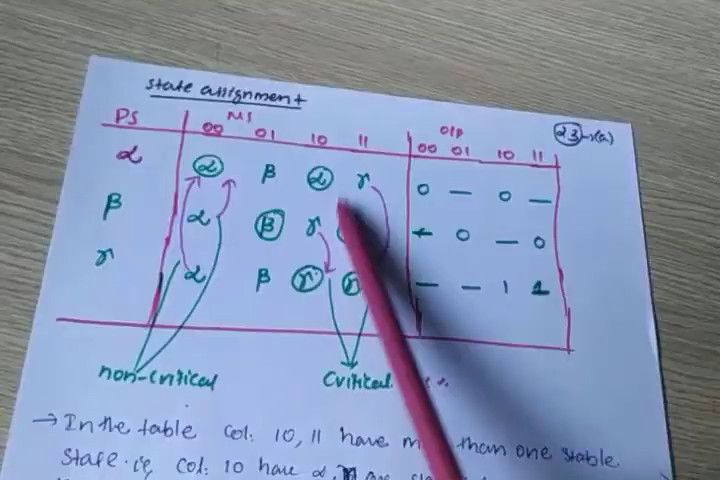 State assignment
23→(a)
PS NS O/P
00 01 10 11 00 01 10 11
α α β α r 0 — 0 —
β α β r — 0 — 0
r α β r r — — 1 1
non-critical Critical
→ In the table col: 10, 11 have than one stable
State. i.e, Col: 10 have α,